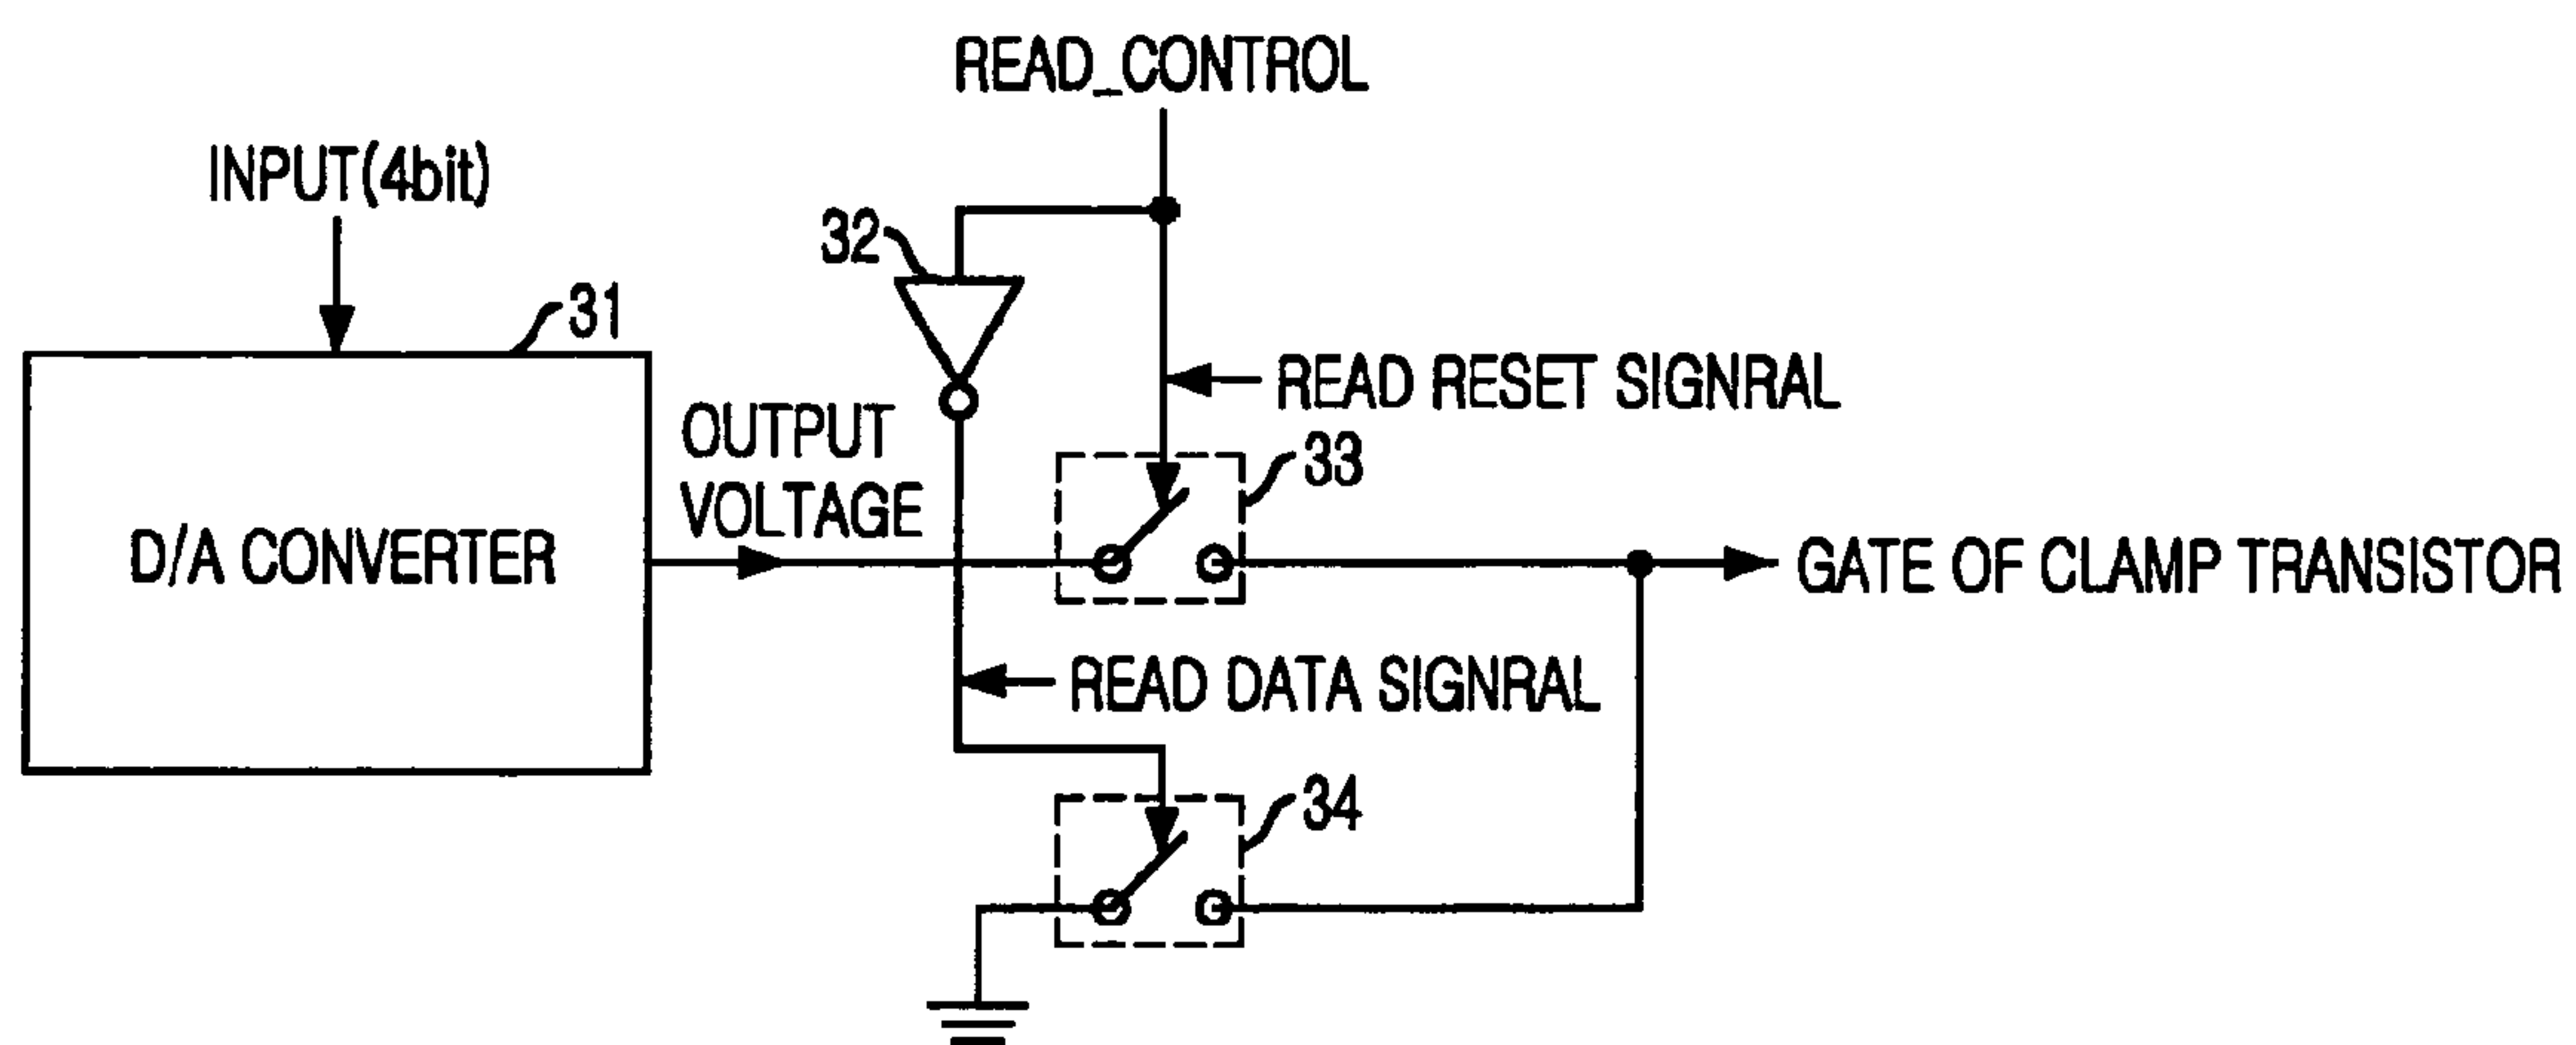 READ_CONTROL
INPUT(4bit)
32
31
READ RESET SIGNRAL
OUTPUT
VOLTAGE
33
D/A CONVERTER
GATE OF CLAMP TRANSISTOR
READ DATA SIGNRAL
34